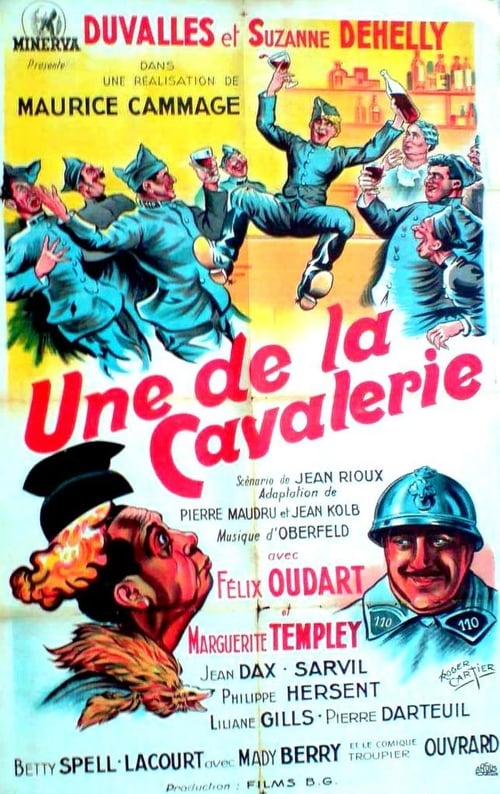 MINERVA
Présente
DUVALLES et SUZANNE DEHELLY
DANS
UNE RÉALISATION DE
MAURICE CAMMAGE
Une de la
Cavalerie
Scénario de JEAN RIOUX
Adaptation de
PIERRE MAUDRU et JEAN KOLB
Musique d'OBERFELD
avec
FÉLIX OUDART
et
MARGUERITE TEMPLEY
110 110
JEAN DAX · SARVIL
PHILIPPE HERSENT
LILIANE GILLS · PIERRE DARTEUIL
ROGER
CARTIER
BETTY SPELL · LACOURT avec MADY BERRY ET LE COMIQUE TROUPIER OUVRARD
Production : FILMS B.G.